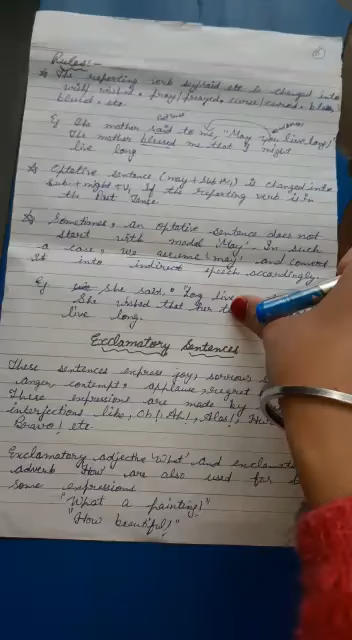 Rules:-
The reporting verb say/said etc is changed into
wish/wished, pray/prayed, curse/cursed, bless/
blessed. etc.
Eg The mother said to me, "May you live long!
The mother blessed me that I might
live long
Optative sentence (may + sub + V1) is changed into
Sub: + might + V1 If the reporting verb is in
the Past Tense.
Sometimes, an optative sentence does not
start with modal 'May'. In such
a case, we assume 'may' and convert
it into indirect speech accordingly.
Eg She said, "Long live
She wished that her
live long.
Exclamatory Sentences
These sentences express joy, sorrow
anger contempt, applause, regret
These expressions are made by
interjections like, Oh!, Ah!, Alas!,
Bravo! etc.
Exclamatory adjective 'What' And
adverb 'How' are also used for
some expressions
"What a painting!"
"How beautiful!"